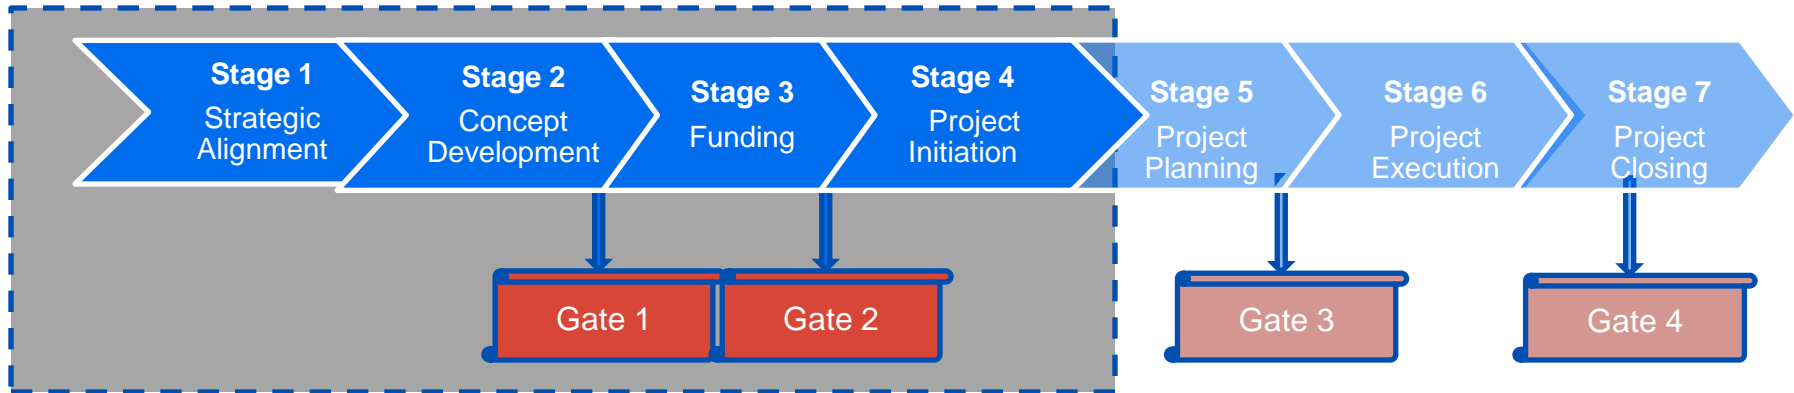 Stage 1
Strategic
Alignment
Stage 2
Concept
Development
Stage 3
Funding
Stage 4
Project
Initiation
Stage 5
Project
Planning
Stage 6
Project
Execution
Stage 7
Project
Closing
Gate 1
Gate 2
Gate 3
Gate 4